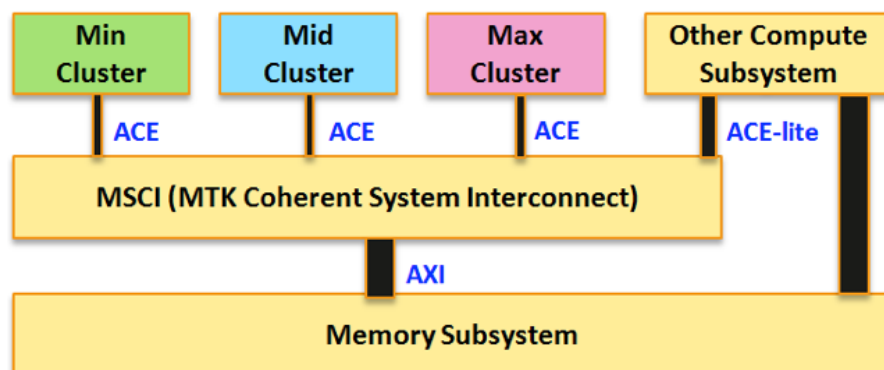 Min
Cluster
Mid
Cluster
Max
Cluster
Other Compute
Subsystem
ACE
ACE
ACE
ACE-lite
MSCI (MTK Coherent System Interconnect)
AXI
Memory Subsystem